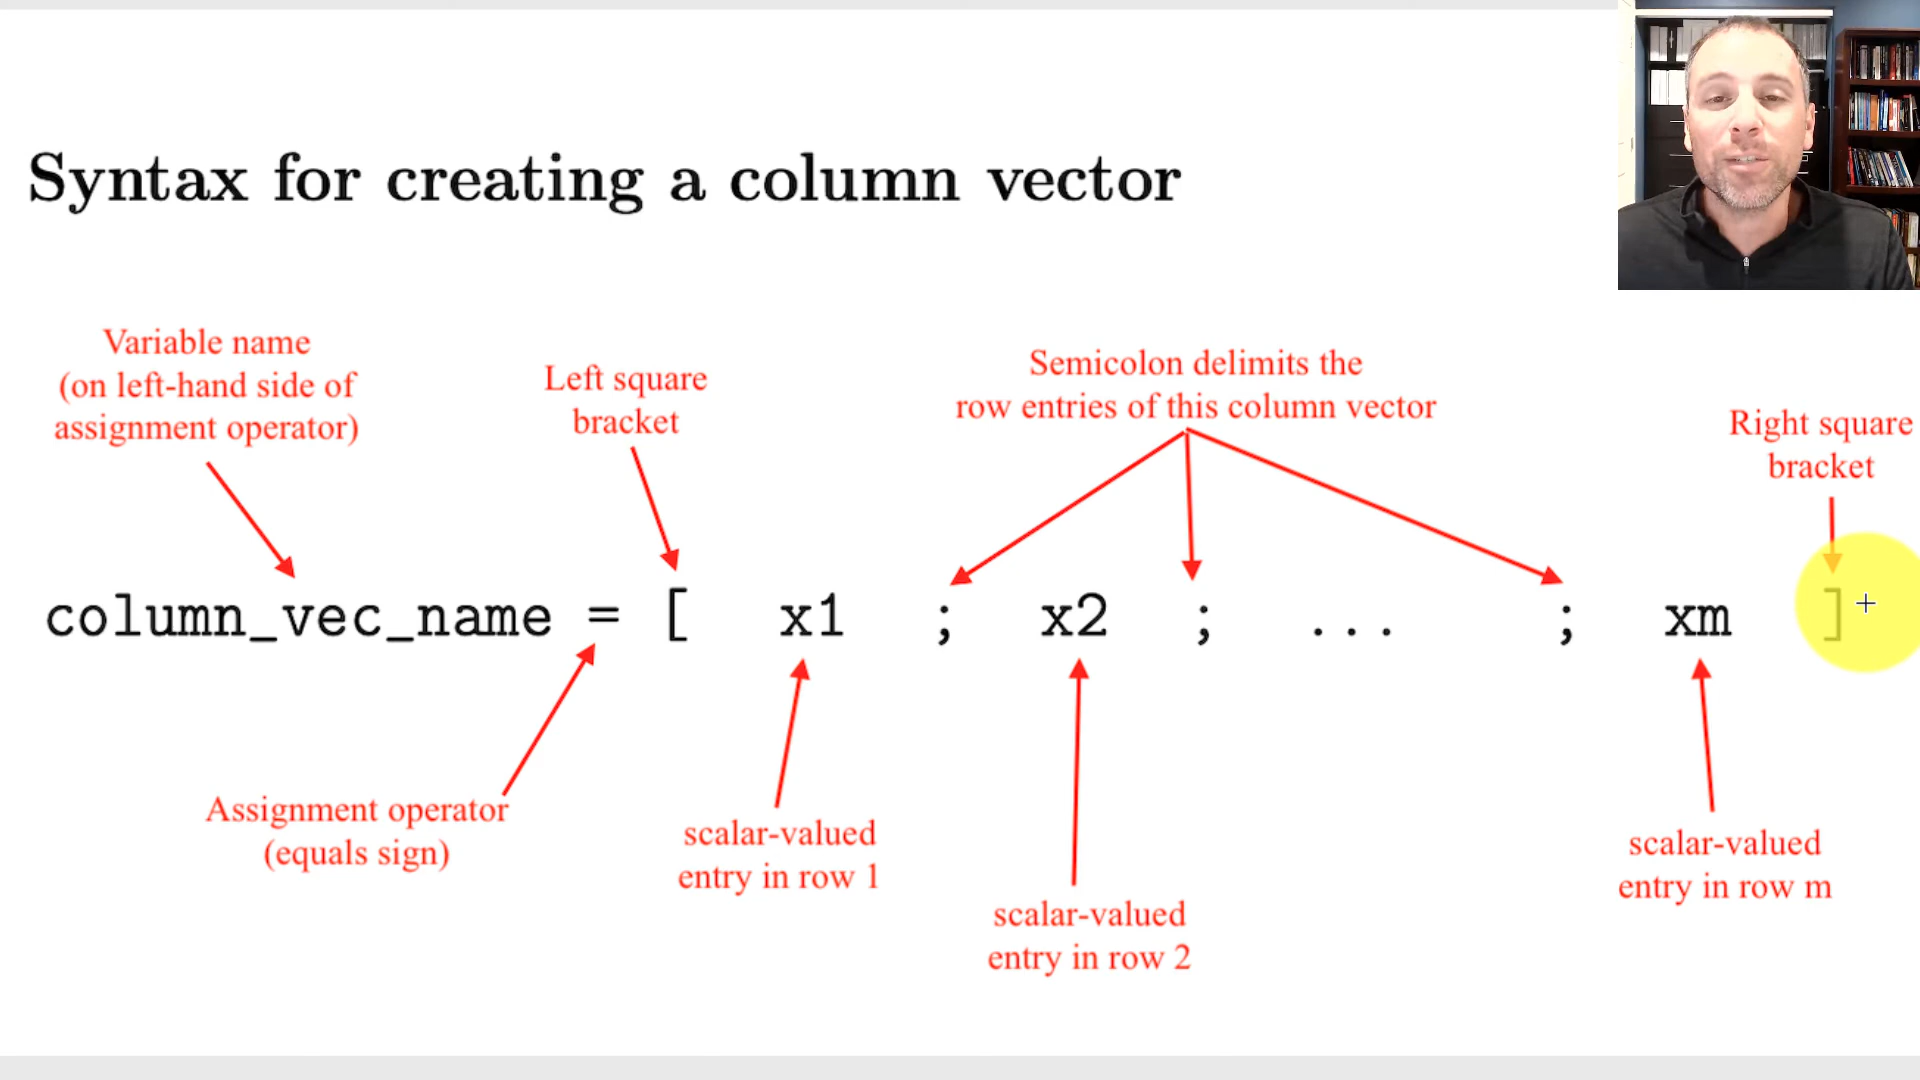 Syntax for creating a column vector
Variable name
(on left-hand side of
assignment operator)
Left square
bracket
Semicolon delimits the
row entries of this column vector
Right square
bracket
column_vec_name = [ x1 ; x2 ; ... ; xm ]
Assignment operator
(equals sign)
scalar-valued
entry in row 1
scalar-valued
entry in row 2
scalar-valued
entry in row m